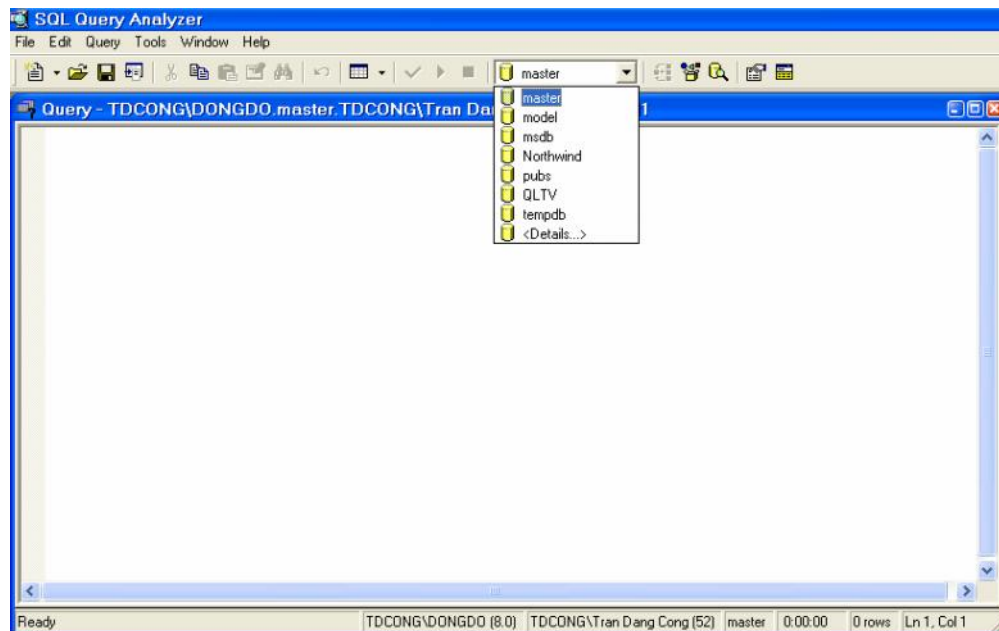 SQL Query Analyzer
File Edit Query Tools Window Help
master
Query - TDCONG\DONGDO.master.TDCONG\Tran Da 1
master
model
msdb
Northwind
pubs
QLTV
tempdb
<Details...>
Ready TDCONG\DONGDO (8.0) TDCONG\Tran Dang Cong (52) master 0:00:00 0 rows Ln 1, Col 1